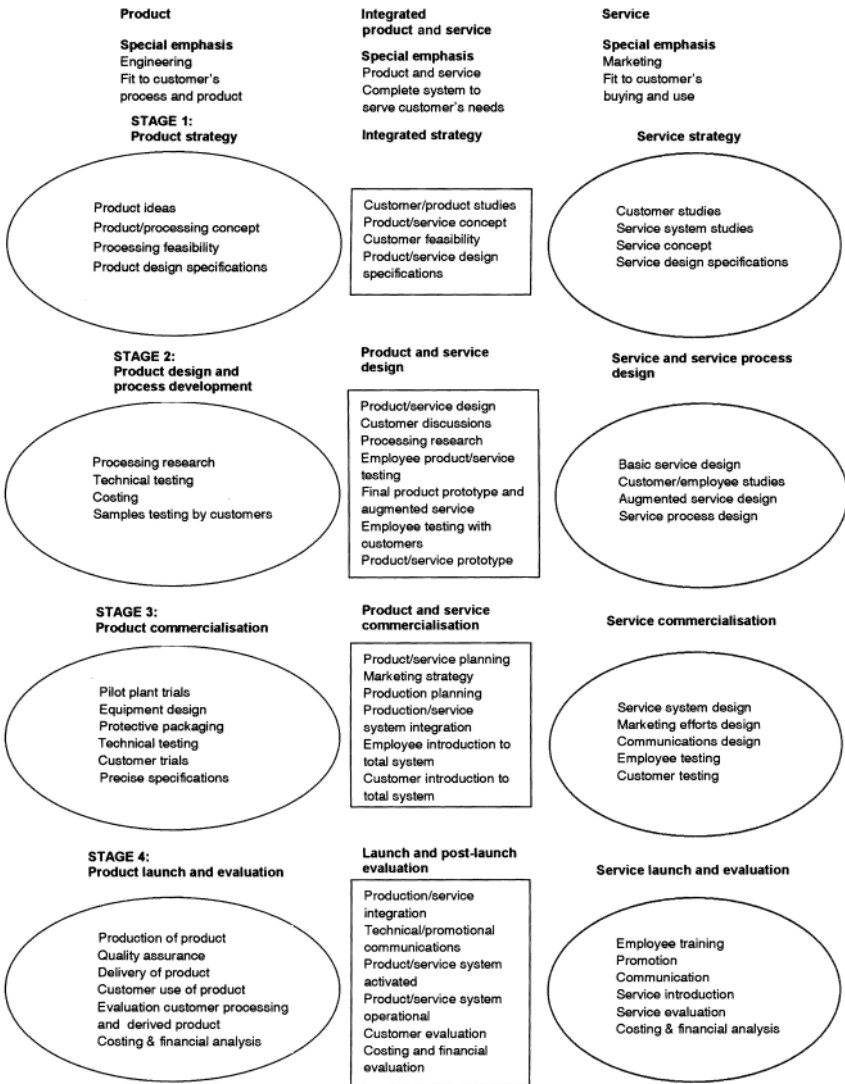 Product
Special emphasis
Engineering
Fit to customer's
process and product
Integrated
product and service
Special emphasis
Product and service
Complete system to
serve customer's needs
Service
Special emphasis
Marketing
Fit to customer's
buying and use
STAGE 1:
Product strategy
Integrated strategy
Service strategy
Product ideas
Product/processing concept
Processing feasibility
Product design specifications
Customer/product studies
Product/service concept
Customer feasibility
Product/service design
specifications
Customer studies
Service system studies
Service concept
Service design specifications
STAGE 2:
Product design and
process development
Product and service
design
Service and service process
design
Processing research
Technical testing
Costing
Samples testing by customers
Product/service design
Customer discussions
Processing research
Employee product/service
testing
Final product prototype and
augmented service
Employee testing with
customers
Product/service prototype
Basic service design
Customer/employee studies
Augmented service design
Service process design
STAGE 3:
Product commercialisation
Product and service
commercialisation
Service commercialisation
Pilot plant trials
Equipment design
Protective packaging
Technical testing
Customer trials
Precise specifications
Product/service planning
Marketing strategy
Production planning
Production/service
system integration
Employee introduction to
total system
Customer introduction to
total system
Service system design
Marketing efforts design
Communications design
Employee testing
Customer testing
STAGE 4:
Product launch and evaluation
Launch and post-launch
evaluation
Service launch and evaluation
Production of product
Quality assurance
Delivery of product
Customer use of product
Evaluation customer processing
and derived product
Costing & financial analysis
Production/service
integration
Technical/promotional
communications
Product/service system
activated
Product/service system
operational
Customer evaluation
Costing and financial
evaluation
Employee training
Promotion
Communication
Service introduction
Service evaluation
Costing & financial analysis